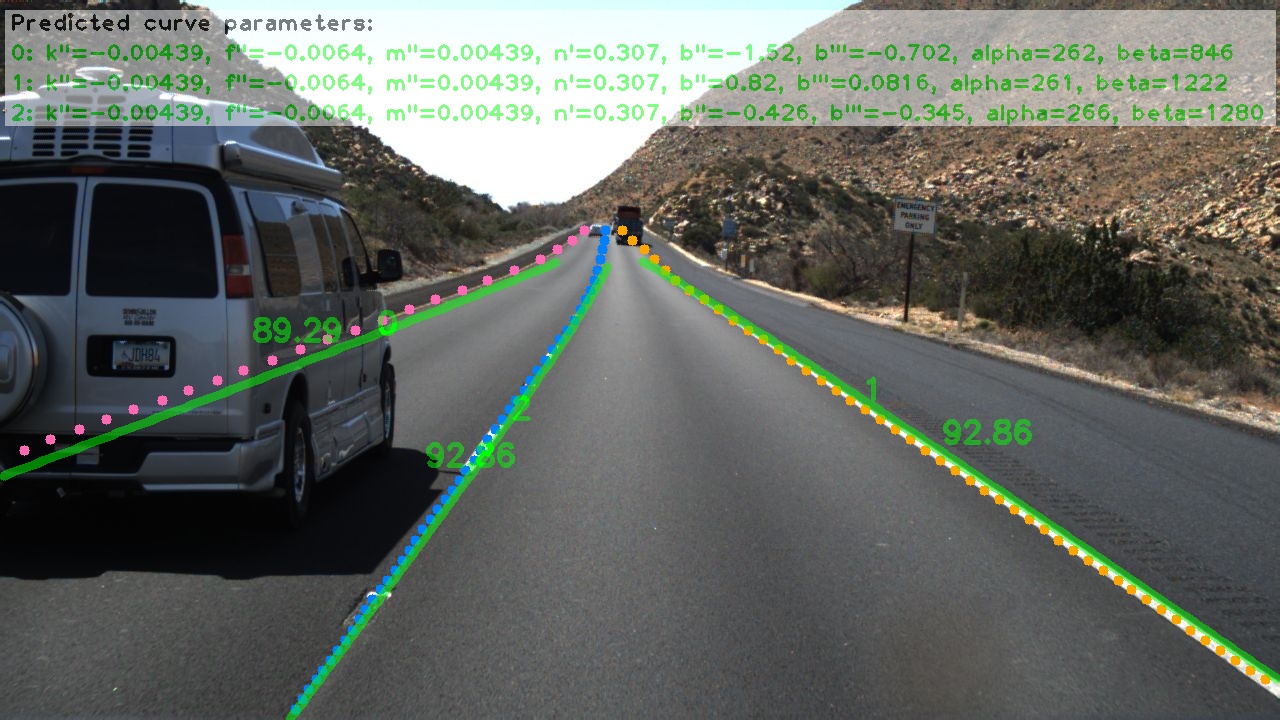 Predicted curve parameters:
0: k''=-0.00439, f''=-0.0064, m''=0.00439, n'=0.307, b''=-1.52, b'''=-0.702, alpha=262, beta=846
1: k''=-0.00439, f''=-0.0064, m''=0.00439, n'=0.307, b''=0.82, b'''=0.0816, alpha=261, beta=1222
2: k''=-0.00439, f''=-0.0064, m''=0.00439, n'=0.307, b''=-0.426, b'''=-0.345, alpha=266, beta=1280
EMERGENCY
PARKING
ONLY
89.29
0
JDH84
1
2
92.86
92.86